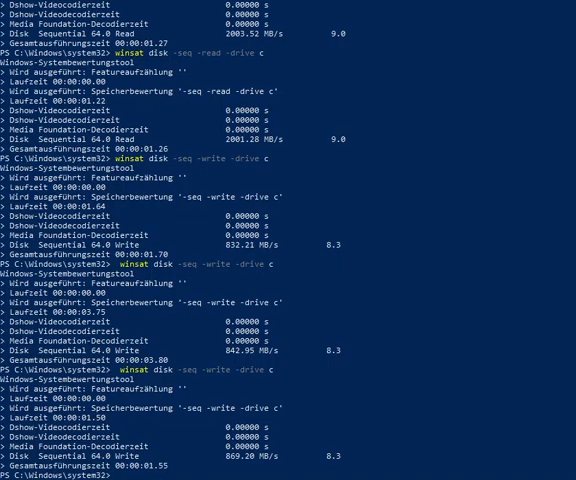 > Dshow-Videocodierzeit 0.00000 s
> Dshow-Videodecodierzeit 0.00000 s
> Media Foundation-Decodierzeit 0.00000 s
> Disk  Sequential 64.0 Read 2003.52 MB/s 9.0
> Gesamtausführungszeit 00:00:01.27
PS C:\Windows\system32> winsat disk -seq -read -drive c
Windows-Systembewertungstool
> Wird ausgeführt: Featureaufzählung ''
> Laufzeit 00:00:00.00
> Wird ausgeführt: Speicherbewertung '-seq -read -drive c'
> Laufzeit 00:00:01.22
> Dshow-Videocodierzeit 0.00000 s
> Dshow-Videodecodierzeit 0.00000 s
> Media Foundation-Decodierzeit 0.00000 s
> Disk  Sequential 64.0 Read 2001.28 MB/s 9.0
> Gesamtausführungszeit 00:00:01.26
PS C:\Windows\system32> winsat disk -seq -write -drive c
Windows-Systembewertungstool
> Wird ausgeführt: Featureaufzählung ''
> Laufzeit 00:00:00.00
> Wird ausgeführt: Speicherbewertung '-seq -write -drive c'
> Laufzeit 00:00:01.64
> Dshow-Videocodierzeit 0.00000 s
> Dshow-Videodecodierzeit 0.00000 s
> Media Foundation-Decodierzeit 0.00000 s
> Disk  Sequential 64.0 Write 832.21 MB/s 8.3
> Gesamtausführungszeit 00:00:01.70
PS C:\Windows\system32>  winsat disk -seq -write -drive c
Windows-Systembewertungstool
> Wird ausgeführt: Featureaufzählung ''
> Laufzeit 00:00:00.00
> Wird ausgeführt: Speicherbewertung '-seq -write -drive c'
> Laufzeit 00:00:03.75
> Dshow-Videocodierzeit 0.00000 s
> Dshow-Videodecodierzeit 0.00000 s
> Media Foundation-Decodierzeit 0.00000 s
> Disk  Sequential 64.0 Write 842.95 MB/s 8.3
> Gesamtausführungszeit 00:00:03.80
PS C:\Windows\system32>  winsat disk -seq -write -drive c
Windows-Systembewertungstool
> Wird ausgeführt: Featureaufzählung ''
> Laufzeit 00:00:00.00
> Wird ausgeführt: Speicherbewertung '-seq -write -drive c'
> Laufzeit 00:00:01.50
> Dshow-Videocodierzeit 0.00000 s
> Dshow-Videodecodierzeit 0.00000 s
> Media Foundation-Decodierzeit 0.00000 s
> Disk  Sequential 64.0 Write 869.20 MB/s 8.3
> Gesamtausführungszeit 00:00:01.55
PS C:\Windows\system32>